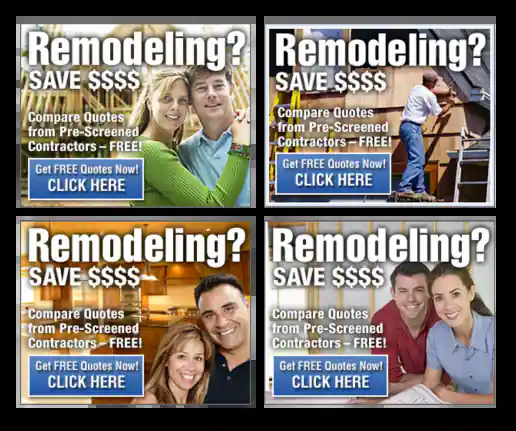 Remodeling?
SAVE $$$$
Compare Quotes
from Pre-Screened
Contractors – FREE!
Get FREE Quotes Now!
CLICK HERE
Remodeling?
SAVE $$$$
Compare Quotes
from Pre-Screened
Contractors – FREE!
Get FREE Quotes Now!
CLICK HERE
Remodeling?
SAVE $$$$
Compare Quotes
from Pre-Screened
Contractors – FREE!
Get FREE Quotes Now!
CLICK HERE
Remodeling?
SAVE $$$$
Compare Quotes
from Pre-Screened
Contractors – FREE!
Get FREE Quotes Now!
CLICK HERE